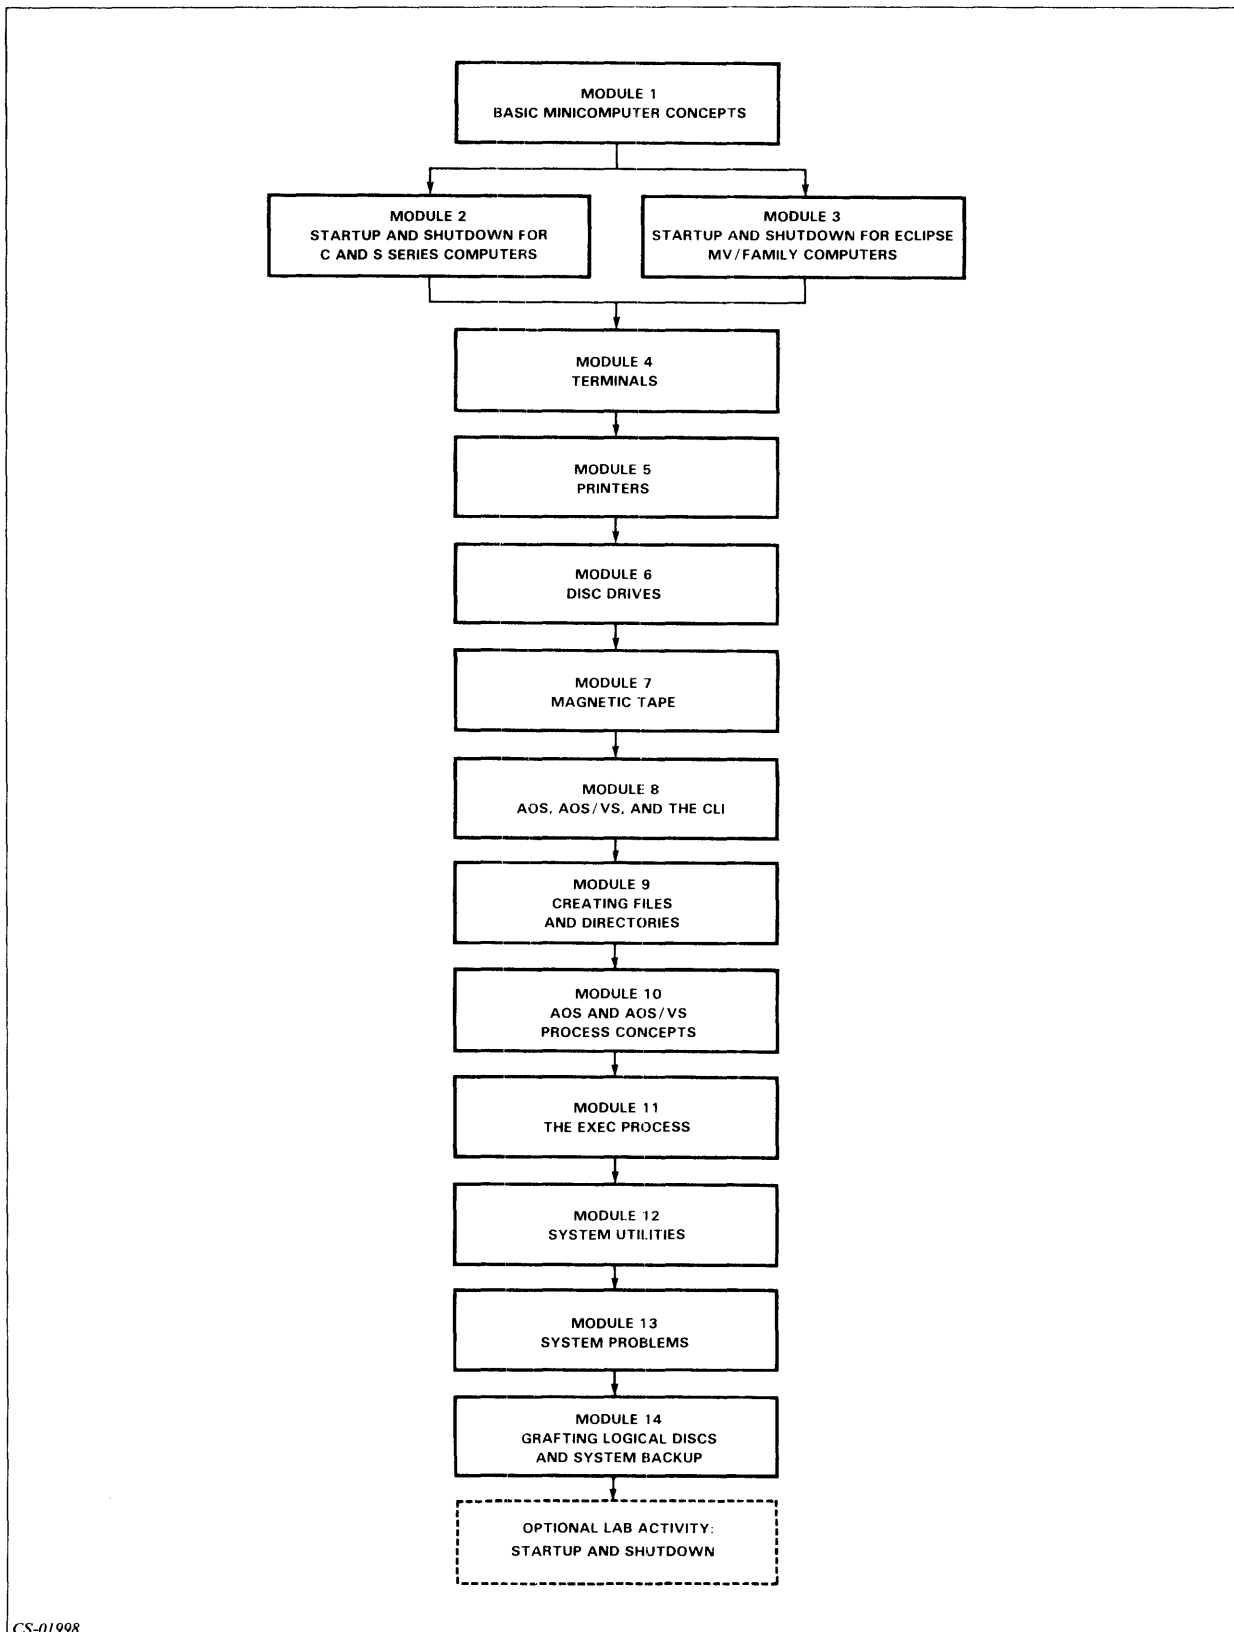 MODULE 1
BASIC MINICOMPUTER CONCEPTS
MODULE 2
STARTUP AND SHUTDOWN FOR
C AND S SERIES COMPUTERS
MODULE 3
STARTUP AND SHUTDOWN FOR ECLIPSE
MV/FAMILY COMPUTERS
MODULE 4
TERMINALS
MODULE 5
PRINTERS
MODULE 6
DISC DRIVES
MODULE 7
MAGNETIC TAPE
MODULE 8
AOS, AOS/VS, AND THE CLI
MODULE 9
CREATING FILES
AND DIRECTORIES
MODULE 10
AOS AND AOS/VS
PROCESS CONCEPTS
MODULE 11
THE EXEC PROCESS
MODULE 12
SYSTEM UTILITIES
MODULE 13
SYSTEM PROBLEMS
MODULE 14
GRAFTING LOGICAL DISCS
AND SYSTEM BACKUP
OPTIONAL LAB ACTIVITY:
STARTUP AND SHUTDOWN
CS-01998